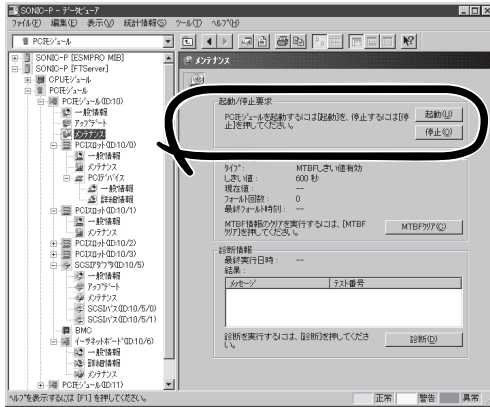 SONIC-P - ﾃﾞｰﾀﾋﾞｭｰｱ
ファイル(F) 編集(E) 表示(V) 統計情報(S) ツール(T) ヘルプ(H)
PCIﾓｼﾞｭｰﾙ
SONIC-P [ESMPRO MIB]
SONIC-P [FTServer]
CPUﾓｼﾞｭｰﾙ
PCIﾓｼﾞｭｰﾙ
PCIﾓｼﾞｭｰﾙ(ID:10)
一般情報
ｱｯﾌﾟﾃﾞｰﾄ
ﾒﾝﾃﾅﾝｽ
PCIｽﾛｯﾄ(ID:10/0)
一般情報
ﾒﾝﾃﾅﾝｽ
PCIﾃﾞﾊﾞｲｽ
一般情報
詳細情報
PCIｽﾛｯﾄ(ID:10/1)
一般情報
ﾒﾝﾃﾅﾝｽ
PCIｽﾛｯﾄ(ID:10/2)
PCIｽﾛｯﾄ(ID:10/3)
SCSIｱﾀﾞﾌﾟﾀ(ID:10/5)
一般情報
ｱｯﾌﾟﾃﾞｰﾄ
ﾒﾝﾃﾅﾝｽ
SCSIﾊﾞｽ(ID:10/5/0)
SCSIﾊﾞｽ(ID:10/5/1)
BMC
ｲｰｻﾈｯﾄﾎﾞｰﾄﾞ(ID:10/6)
一般情報
詳細情報
ﾒﾝﾃﾅﾝｽ
PCIﾓｼﾞｭｰﾙ(ID:11)
ﾒﾝﾃﾅﾝｽ
起動/停止要求
PCIﾓｼﾞｭｰﾙを起動するには[起動]を、停止するには[停
止]を押してください。
起動(U)
停止(O)
ﾀｲﾌﾟ: MTBFしきい値有効
しきい値: 600 秒
現在値: --
ﾌｫｰﾙﾄ回数: 0
最終ﾌｫｰﾙﾄ時刻: --
MTBF情報のｸﾘｱを実行するには、[MTBF
ｸﾘｱ]を押してください。
MTBFｸﾘｱ(C)
診断情報
最終実行日時: --
結果:
ﾒｯｾｰｼﾞ ﾃｽﾄ番号
診断を実行するには、[診断]を押してくださ
い。
診断(D)
ﾍﾙﾌﾟを表示するには [F1] を押してください。
正常 警告 異常